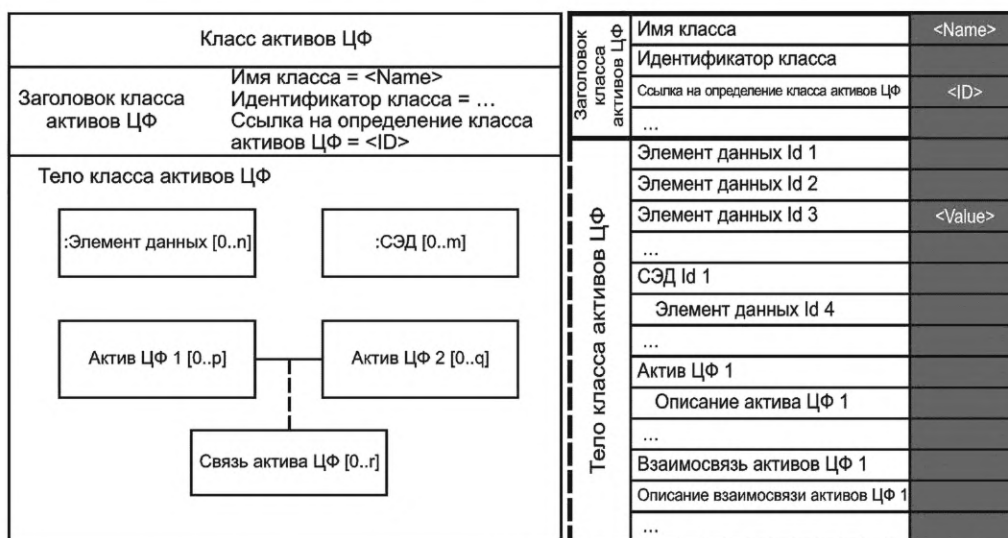 Класс активов ЦФ
Заголовок класса
активов ЦФ
Имя класса = <Name>
Идентификатор класса = ...
Ссылка на определение класса
активов ЦФ = <ID>
Тело класса активов ЦФ
:Элемент данных [0..n]
:СЭД [0..m]
Актив ЦФ 1 [0..p]
Актив ЦФ 2 [0..q]
Связь актива ЦФ [0..r]
Заголовок
класса
активов ЦФ
Имя класса <Name>
Идентификатор класса
Ссылка на определение класса активов ЦФ <ID>
...
Тело класса активов ЦФ
Элемент данных Id 1
Элемент данных Id 2
Элемент данных Id 3 <Value>
...
СЭД Id 1
Элемент данных Id 4
...
Актив ЦФ 1
Описание актива ЦФ 1
...
Взаимосвязь активов ЦФ 1
Описание взаимосвязи активов ЦФ 1
...